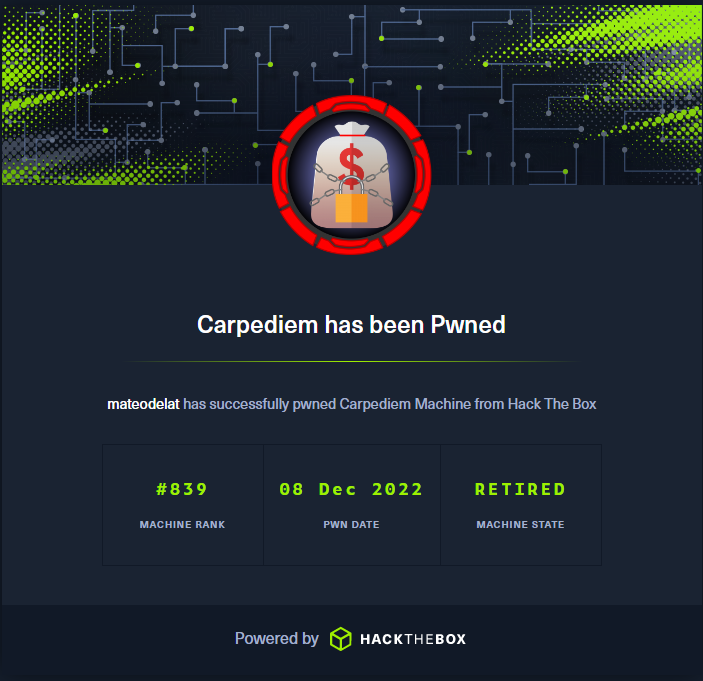 $
Carpediem has been Pwned
mateodelat has successfully pwned Carpediem Machine from Hack The Box
#839
MACHINE RANK
08 Dec 2022
PWN DATE
RETIRED
MACHINE STATE
Powered by HACKTHEBOX